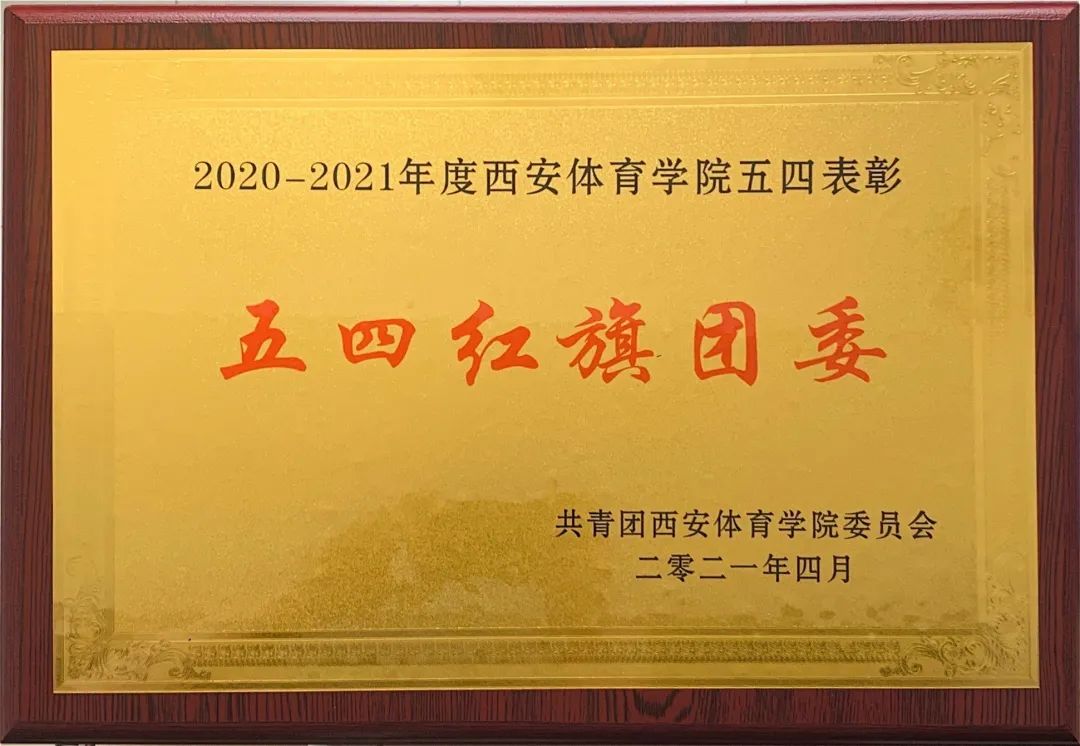 2020-2021年度西安体育学院五四表彰
五四红旗团委
共青团西安体育学院委员会
二零二一年四月